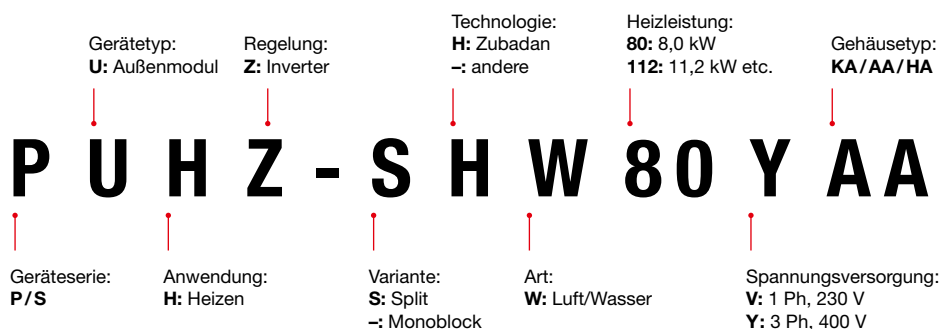 Gerätetyp:
U: Außenmodul
Regelung:
Z: Inverter
Technologie:
H: Zubadan
–: andere
Heizleistung:
80: 8,0 kW
112: 11,2 kW etc.
Gehäusetyp:
KA/AA/HA
P U H Z - S H W 80 Y AA
Geräteserie:
P/S
Anwendung:
H: Heizen
Variante:
S: Split
–: Monoblock
Art:
W: Luft/Wasser
Spannungsversorgung:
V: 1 Ph, 230 V
Y: 3 Ph, 400 V